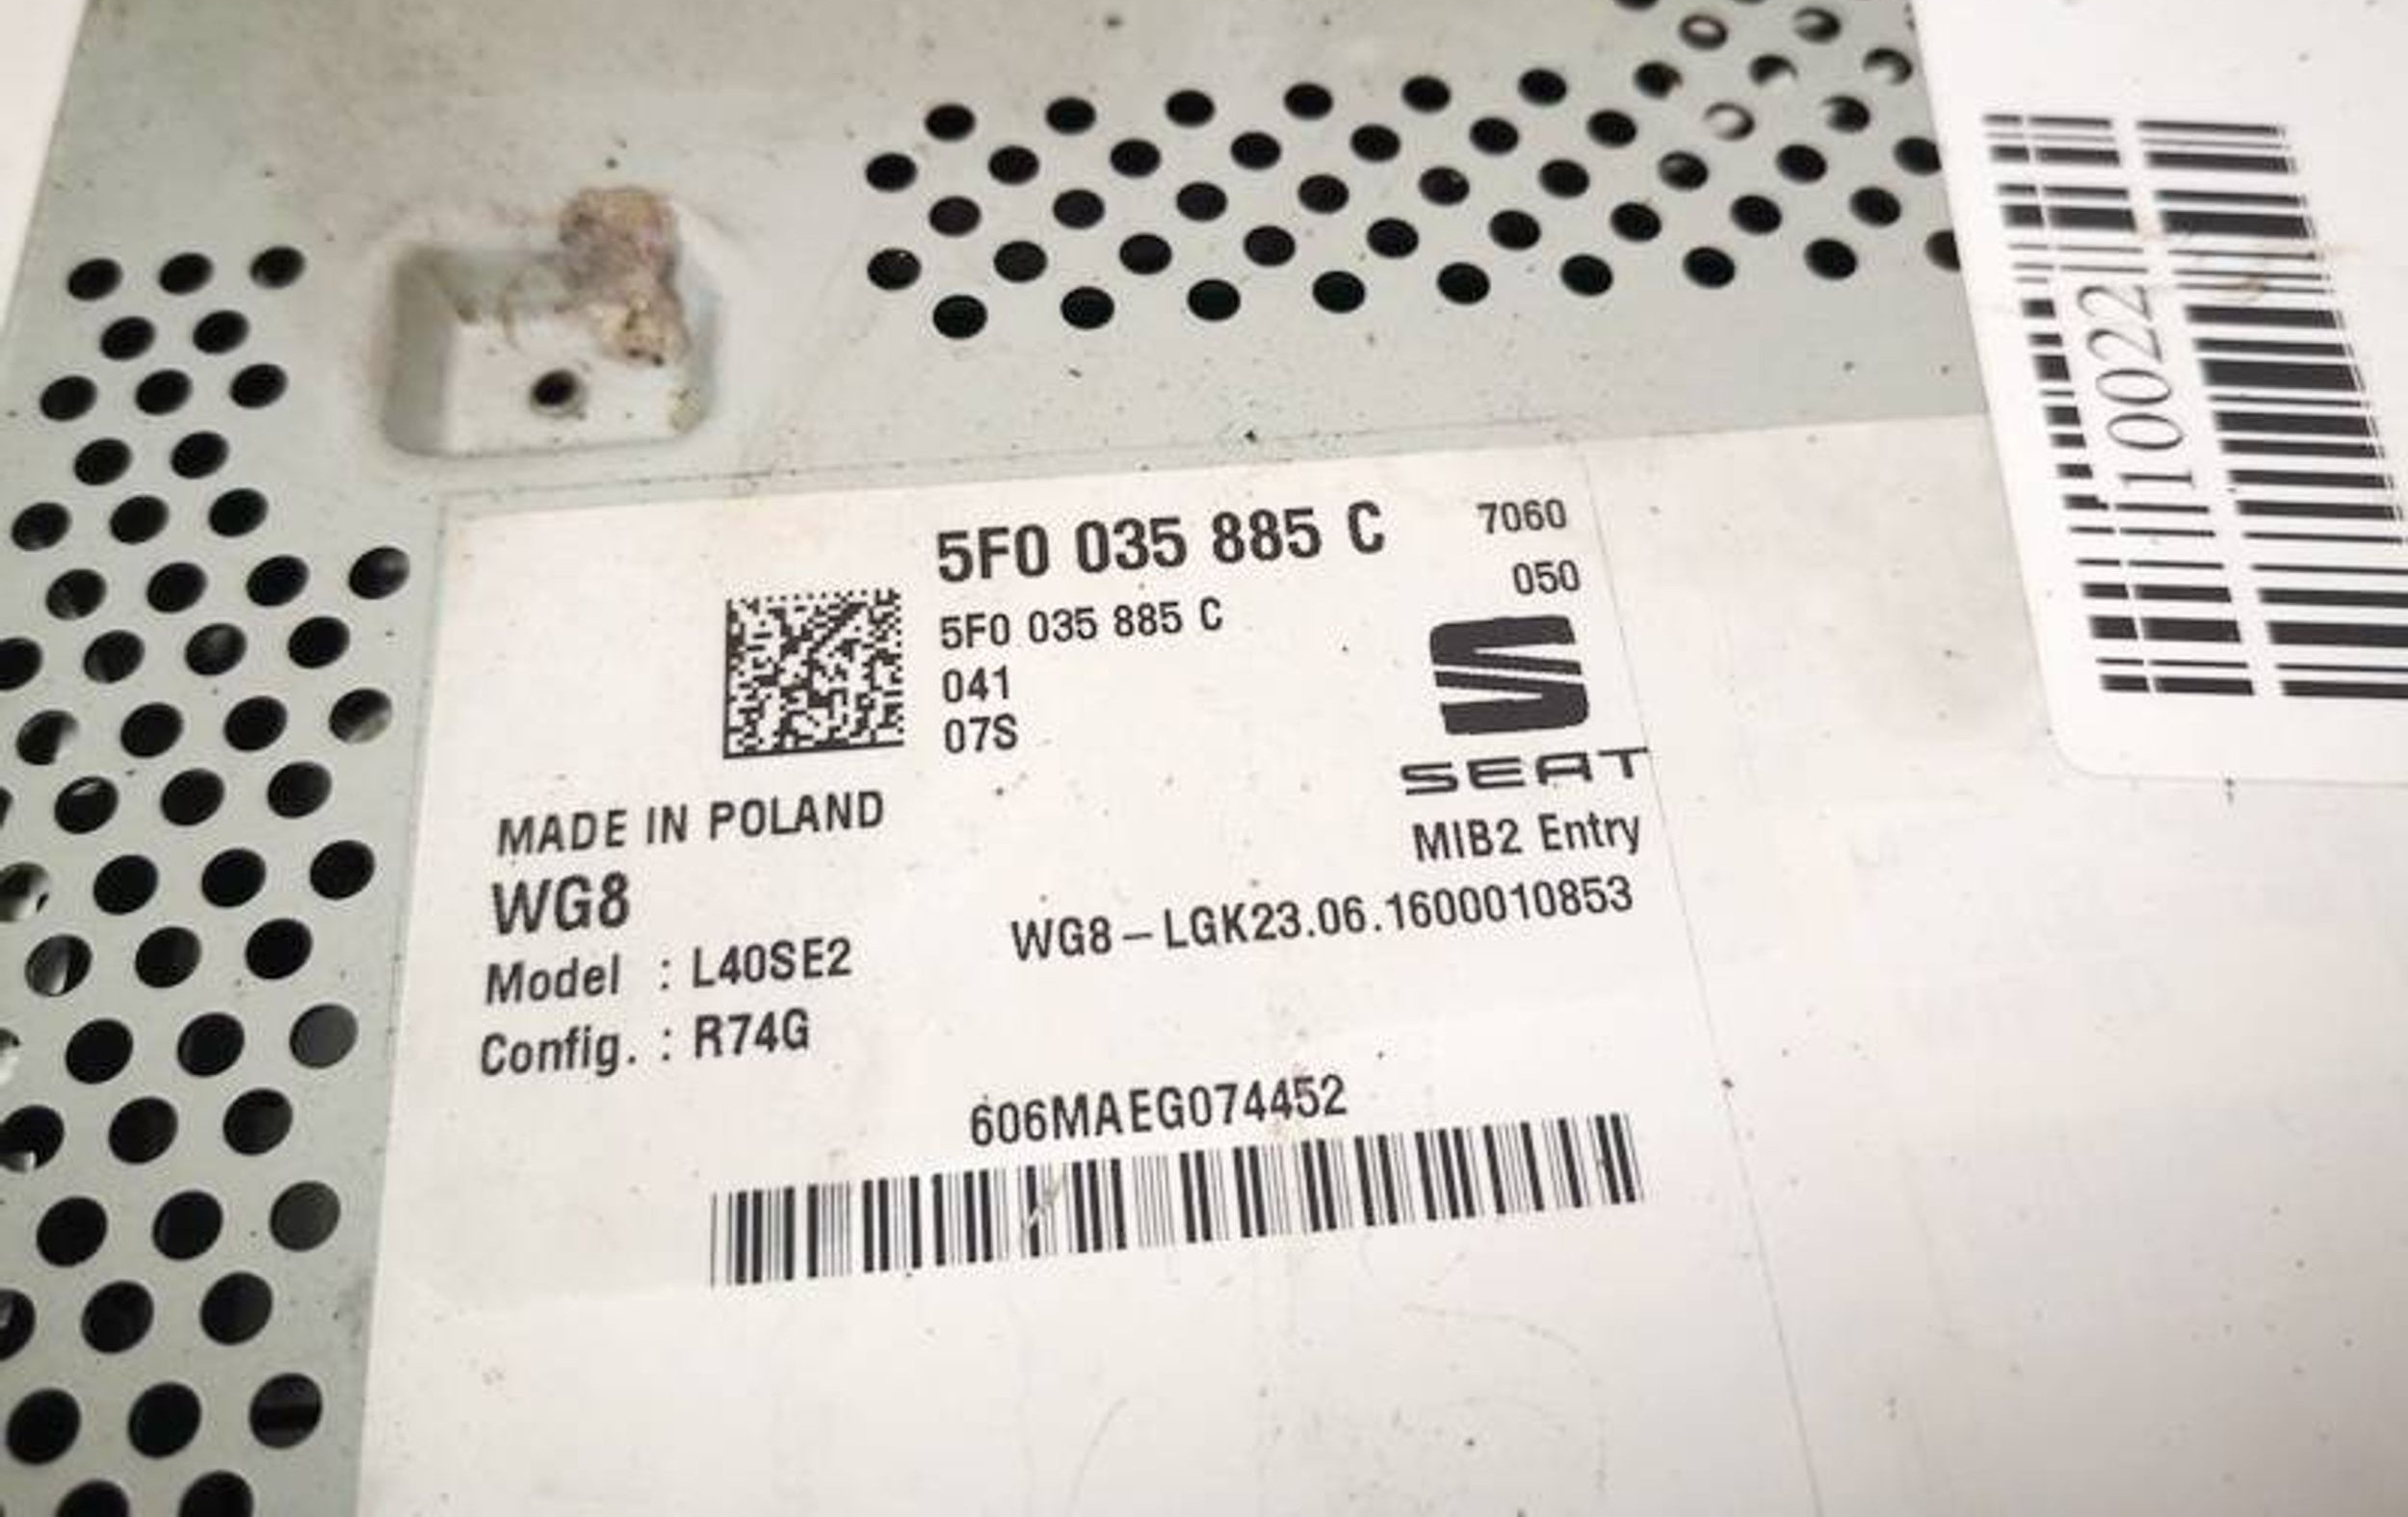 5F0 035 885 C
7060
050
5F0 035 885 C
041
07S
SEAT
MADE IN POLAND
MIB2 Entry
WG8
WG8-LGK23.06.1600010853
Model : L40SE2
Config. : R74G
606MAEG074452
10022